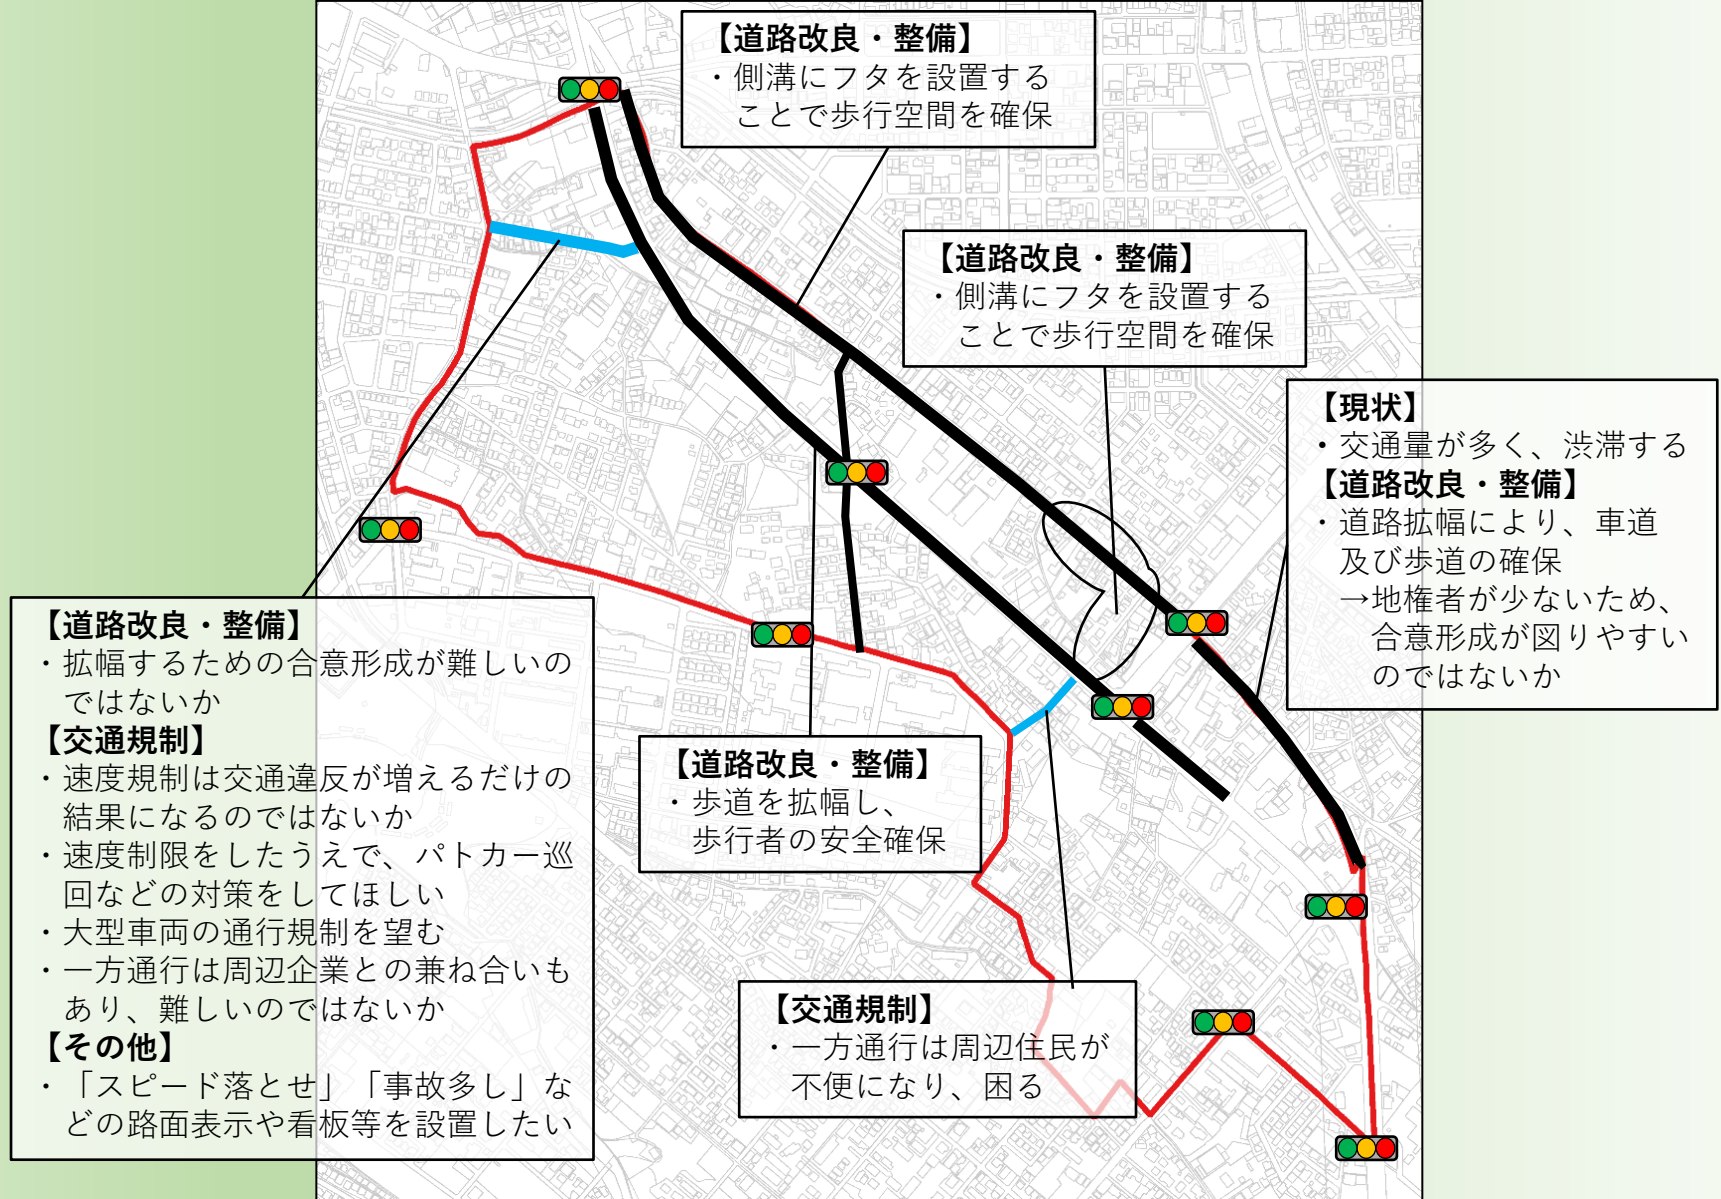 【道路改良・整備】
・側溝にフタを設置する
ことで歩行空間を確保
【道路改良・整備】
・側溝にフタを設置する
ことで歩行空間を確保
【現状】
・交通量が多く、渋滞する
【道路改良・整備】
・道路拡幅により、車道
及び歩道の確保
→地権者が少ないため、
合意形成が図りやすい
のではないか
【道路改良・整備】
・拡幅するための合意形成が難しいの
ではないか
【交通規制】
・速度規制は交通違反が増えるだけの
結果になるのではないか
・速度制限をしたうえで、パトカー巡
回などの対策をしてほしい
・大型車両の通行規制を望む
・一方通行は周辺企業との兼ね合いも
あり、難しいのではないか
【その他】
・「スピード落とせ」「事故多し」な
どの路面表示や看板等を設置したい
【道路改良・整備】
・歩道を拡幅し、
歩行者の安全確保
【交通規制】
・一方通行は周辺住民が
不便になり、困る